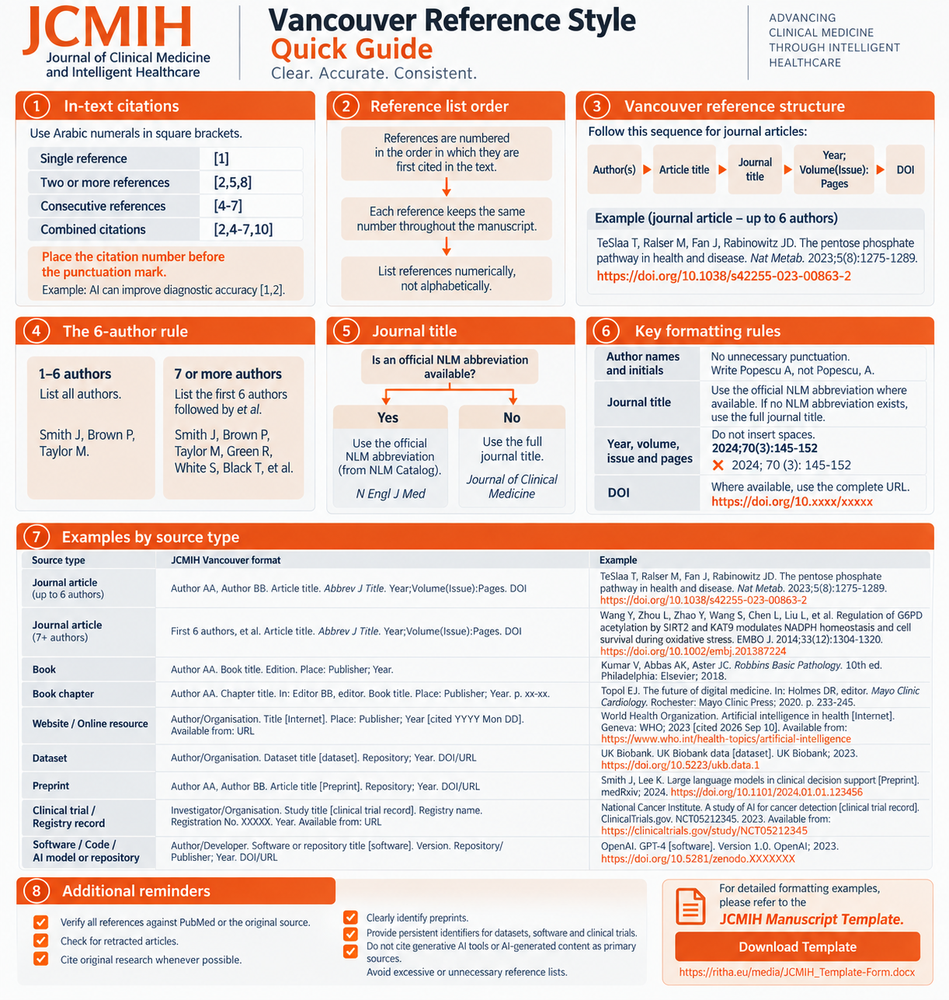 JCMIH
Journal of Clinical Medicine
and Intelligent Healthcare
Vancouver Reference Style
Quick Guide
Clear. Accurate. Consistent.
ADVANCING
CLINICAL MEDICINE
THROUGH INTELLIGENT
HEALTHCARE
1 In-text citations
Use Arabic numerals in square brackets.
Single reference [1]
Two or more references [2,5,8]
Consecutive references [4-7]
Combined citations [2,4-7,10]
Place the citation number before
the punctuation mark.
Example: AI can improve diagnostic accuracy [1,2].
2 Reference list order
References are numbered
in the order in which they are
first cited in the text.
Each reference keeps the same
number throughout the manuscript.
List references numerically,
not alphabetically.
3 Vancouver reference structure
Follow this sequence for journal articles:
Author(s)
Article title
Journal
title
Year;
Volume(Issue):
Pages
DOI
Example (journal article – up to 6 authors)
TeSlaa T, Ralser M, Fan J, Rabinowitz JD. The pentose phosphate
pathway in health and disease. Nat Metab. 2023;5(8):1275-1289.
https://doi.org/10.1038/s42255-023-00863-2
4 The 6-author rule
1–6 authors
List all authors.
Smith J, Brown P,
Taylor M.
7 or more authors
List the first 6 authors
followed by et al.
Smith J, Brown P,
Taylor M, Green R,
White S, Black T, et al.
5 Journal title
Is an official NLM abbreviation
available?
Yes
Use the official
NLM abbreviation
(from NLM Catalog).
N Engl J Med
No
Use the full
journal title.
Journal of Clinical
Medicine
6 Key formatting rules
Author names
and initials
No unnecessary punctuation.
Write Popescu A, not Popescu, A.
Journal title
Use the official NLM abbreviation where
available. If no NLM abbreviation exists,
use the full journal title.
Year, volume,
issue and pages
Do not insert spaces.
2024;70(3):145-152
2024; 70 (3): 145-152
DOI
Where available, use the complete URL.
https://doi.org/10.xxxx/xxxxx
7 Examples by source type
Source type JCMIH Vancouver format Example
Journal article
(up to 6 authors)
Author AA, Author BB. Article title. Abbrev J Title. Year;Volume(Issue):Pages. DOI
TeSlaa T, Ralser M, Fan J, Rabinowitz JD. The pentose phosphate
pathway in health and disease. Nat Metab. 2023;5(8):1275-1289.
https://doi.org/10.1038/s42255-023-00863-2
Journal article
(7+ authors)
First 6 authors, et al. Article title. Abbrev J Title. Year;Volume(Issue):Pages. DOI
Wang Y, Zhou L, Zhao Y, Wang S, Chen L, Liu L, et al. Regulation of G6PD
acetylation by SIRT2 and KAT9 modulates NADPH homeostasis and cell
survival during oxidative stress. EMBO J. 2014;33(12):1304-1320.
https://doi.org/10.1002/embj.201387224
Book
Author AA. Book title. Edition. Place: Publisher; Year.
Kumar V, Abbas AK, Aster JC. Robbins Basic Pathology. 10th ed.
Philadelphia: Elsevier; 2018.
Book chapter
Author AA. Chapter title. In: Editor BB, editor. Book title. Place: Publisher; Year. p. xx-xx.
Topol EJ. The future of digital medicine. In: Holmes DR, editor. Mayo Clinic
Cardiology. Rochester: Mayo Clinic Press; 2020. p. 233-245.
Website / Online resource
Author/Organisation. Title [Internet]. Place: Publisher; Year [cited YYYY Mon DD].
Available from: URL
World Health Organization. Artificial intelligence in health [Internet].
Geneva: WHO; 2023 [cited 2026 Sep 10]. Available from:
https://www.who.int/health-topics/artificial-intelligence
Dataset
Author/Organisation. Dataset title [dataset]. Repository; Year. DOI/URL
UK Biobank. UK Biobank data [dataset]. UK Biobank; 2023.
https://doi.org/10.5223/ukb.data.1
Preprint
Author AA, Author BB. Article title [Preprint]. Repository; Year. DOI/URL
Smith J, Lee K. Large language models in clinical decision support [Preprint].
medRxiv; 2024. https://doi.org/10.1101/2024.01.01.123456
Clinical trial /
Registry record
Investigator/Organisation. Study title [clinical trial record]. Registry name.
Registration No. XXXXX. Year. Available from: URL
National Cancer Institute. A study of AI for cancer detection [clinical trial record].
ClinicalTrials.gov. NCT05212345. 2023. Available from:
https://clinicaltrials.gov/study/NCT05212345
Software / Code /
AI model or repository
Author/Developer. Software or repository title [software]. Version. Repository/
Publisher; Year. DOI/URL
OpenAI. GPT-4 [software]. Version 1.0. OpenAI; 2023.
https://doi.org/10.5281/zenodo.XXXXXXX
8 Additional reminders
Verify all references against PubMed or the original source.
Check for retracted articles.
Cite original research whenever possible.
Clearly identify preprints.
Provide persistent identifiers for datasets, software and clinical trials.
Do not cite generative AI tools or AI-generated content as primary
sources.
Avoid excessive or unnecessary reference lists.
For detailed formatting examples,
please refer to the
JCMIH Manuscript Template.
Download Template
https://ritha.eu/media/JCMIH_Template-Form.docx